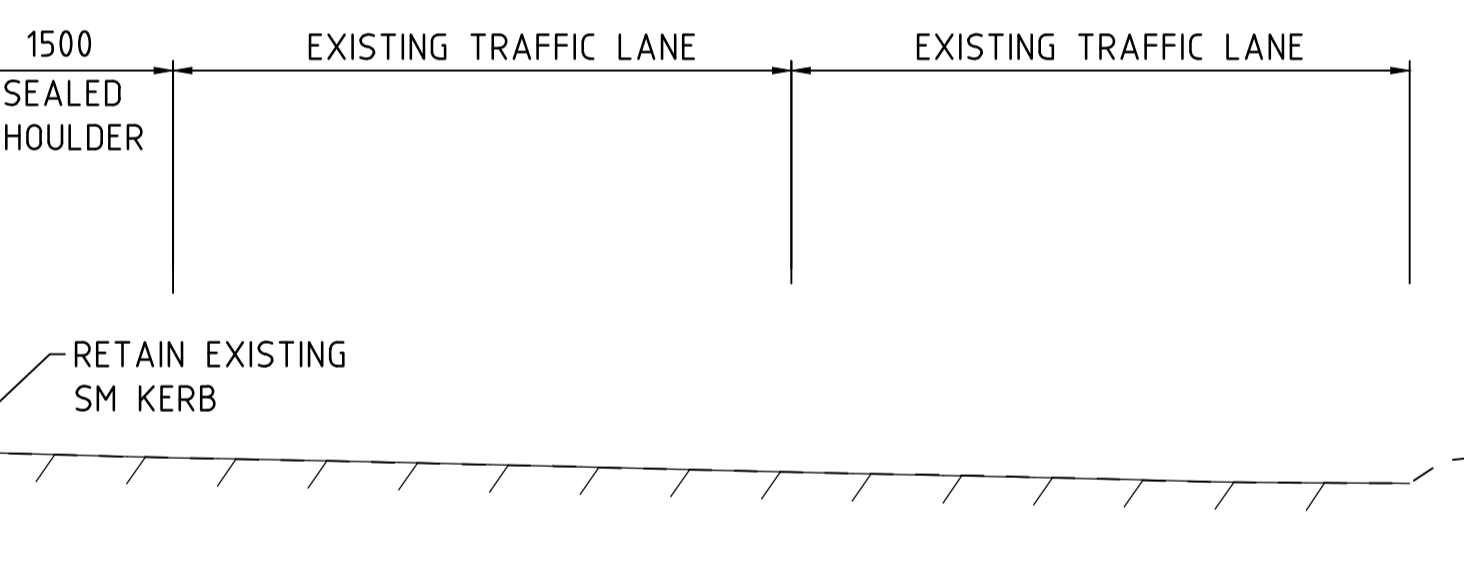 1500
EXISTING TRAFFIC LANE
EXISTING TRAFFIC LANE
SEALED
HOULDER
RETAIN EXISTING
SM KERB